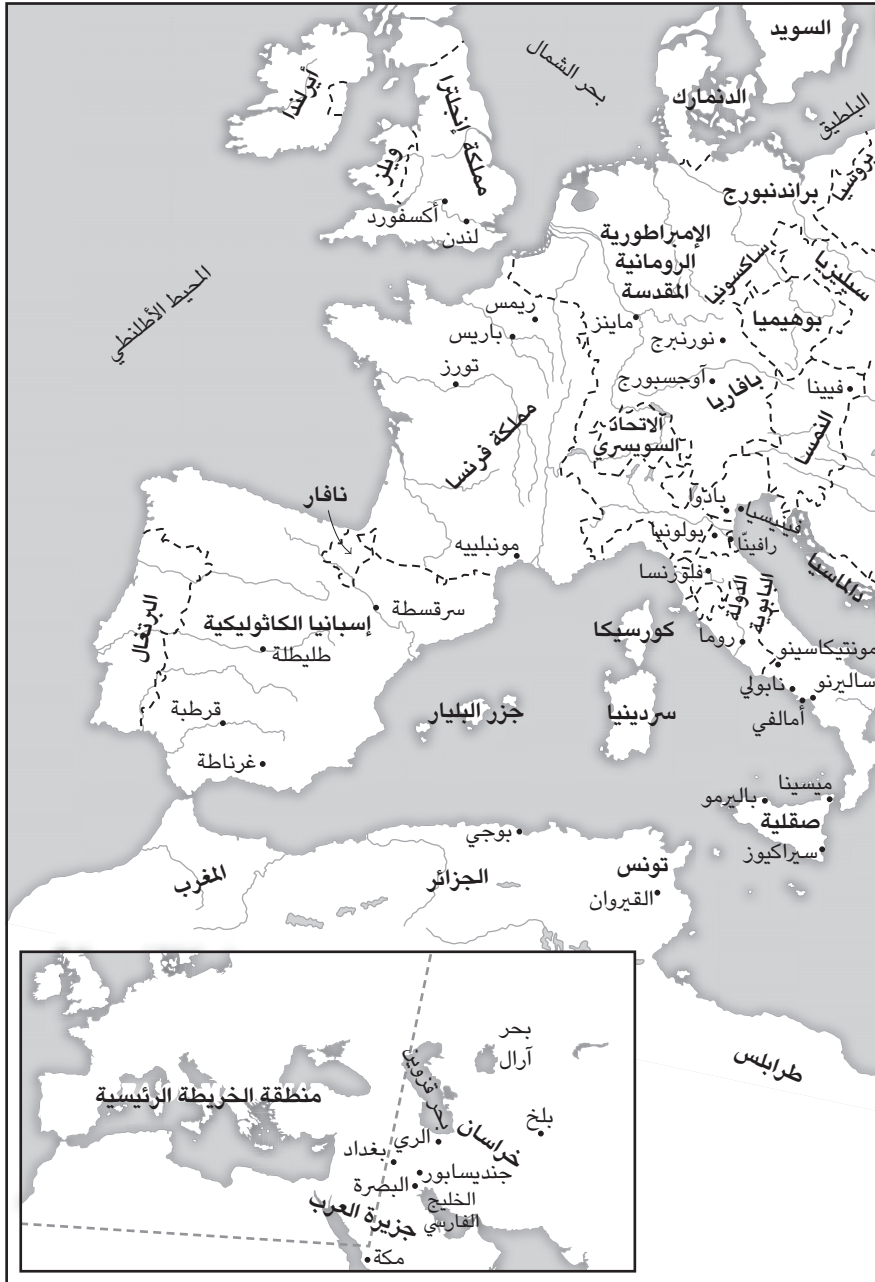 السويد
بحر الشمال
الدنمارك
البلطيق
أيرلندا
مملكة إنجلترا
ويلز
بروسيا
براندنبورج
أكسفورد
لندن
الإمبراطورية
الرومانية
المقدسة
ساكسونيا
سيليزيا
المحيط الأطلنطي
ريمس
ماينز
بوهيميا
باريس
نورنبرج
تورز
آوجسبورج
بافاريا
فيينا
النمسا
مملكة فرنسا
الاتحاد
السويسري
نافار
بادوا
فينيسيا
مونبلييه
بولونيا
رافينّا
فلورنسا
دالماسيا
الدولة
البابوية
سرقسطة
البرتغال
إسبانيا الكاثوليكية
طليطلة
كورسيكا
روما
مونتيكاسينو
نابولي
ساليرنو
أمالفي
قرطبة
جزر البليار
سردينيا
غرناطة
ميسينا
باليرمو
صقلية
سيراكيوز
بوجي
المغرب
الجزائر
تونس
القيروان
طرابلس
بحر
آرال
بحر قزوين
منطقة الخريطة الرئيسية
بلخ
خراسان
الري
بغداد
جنديسابور
البصرة
الخليج
الفارسي
جزيرة العرب
مكة